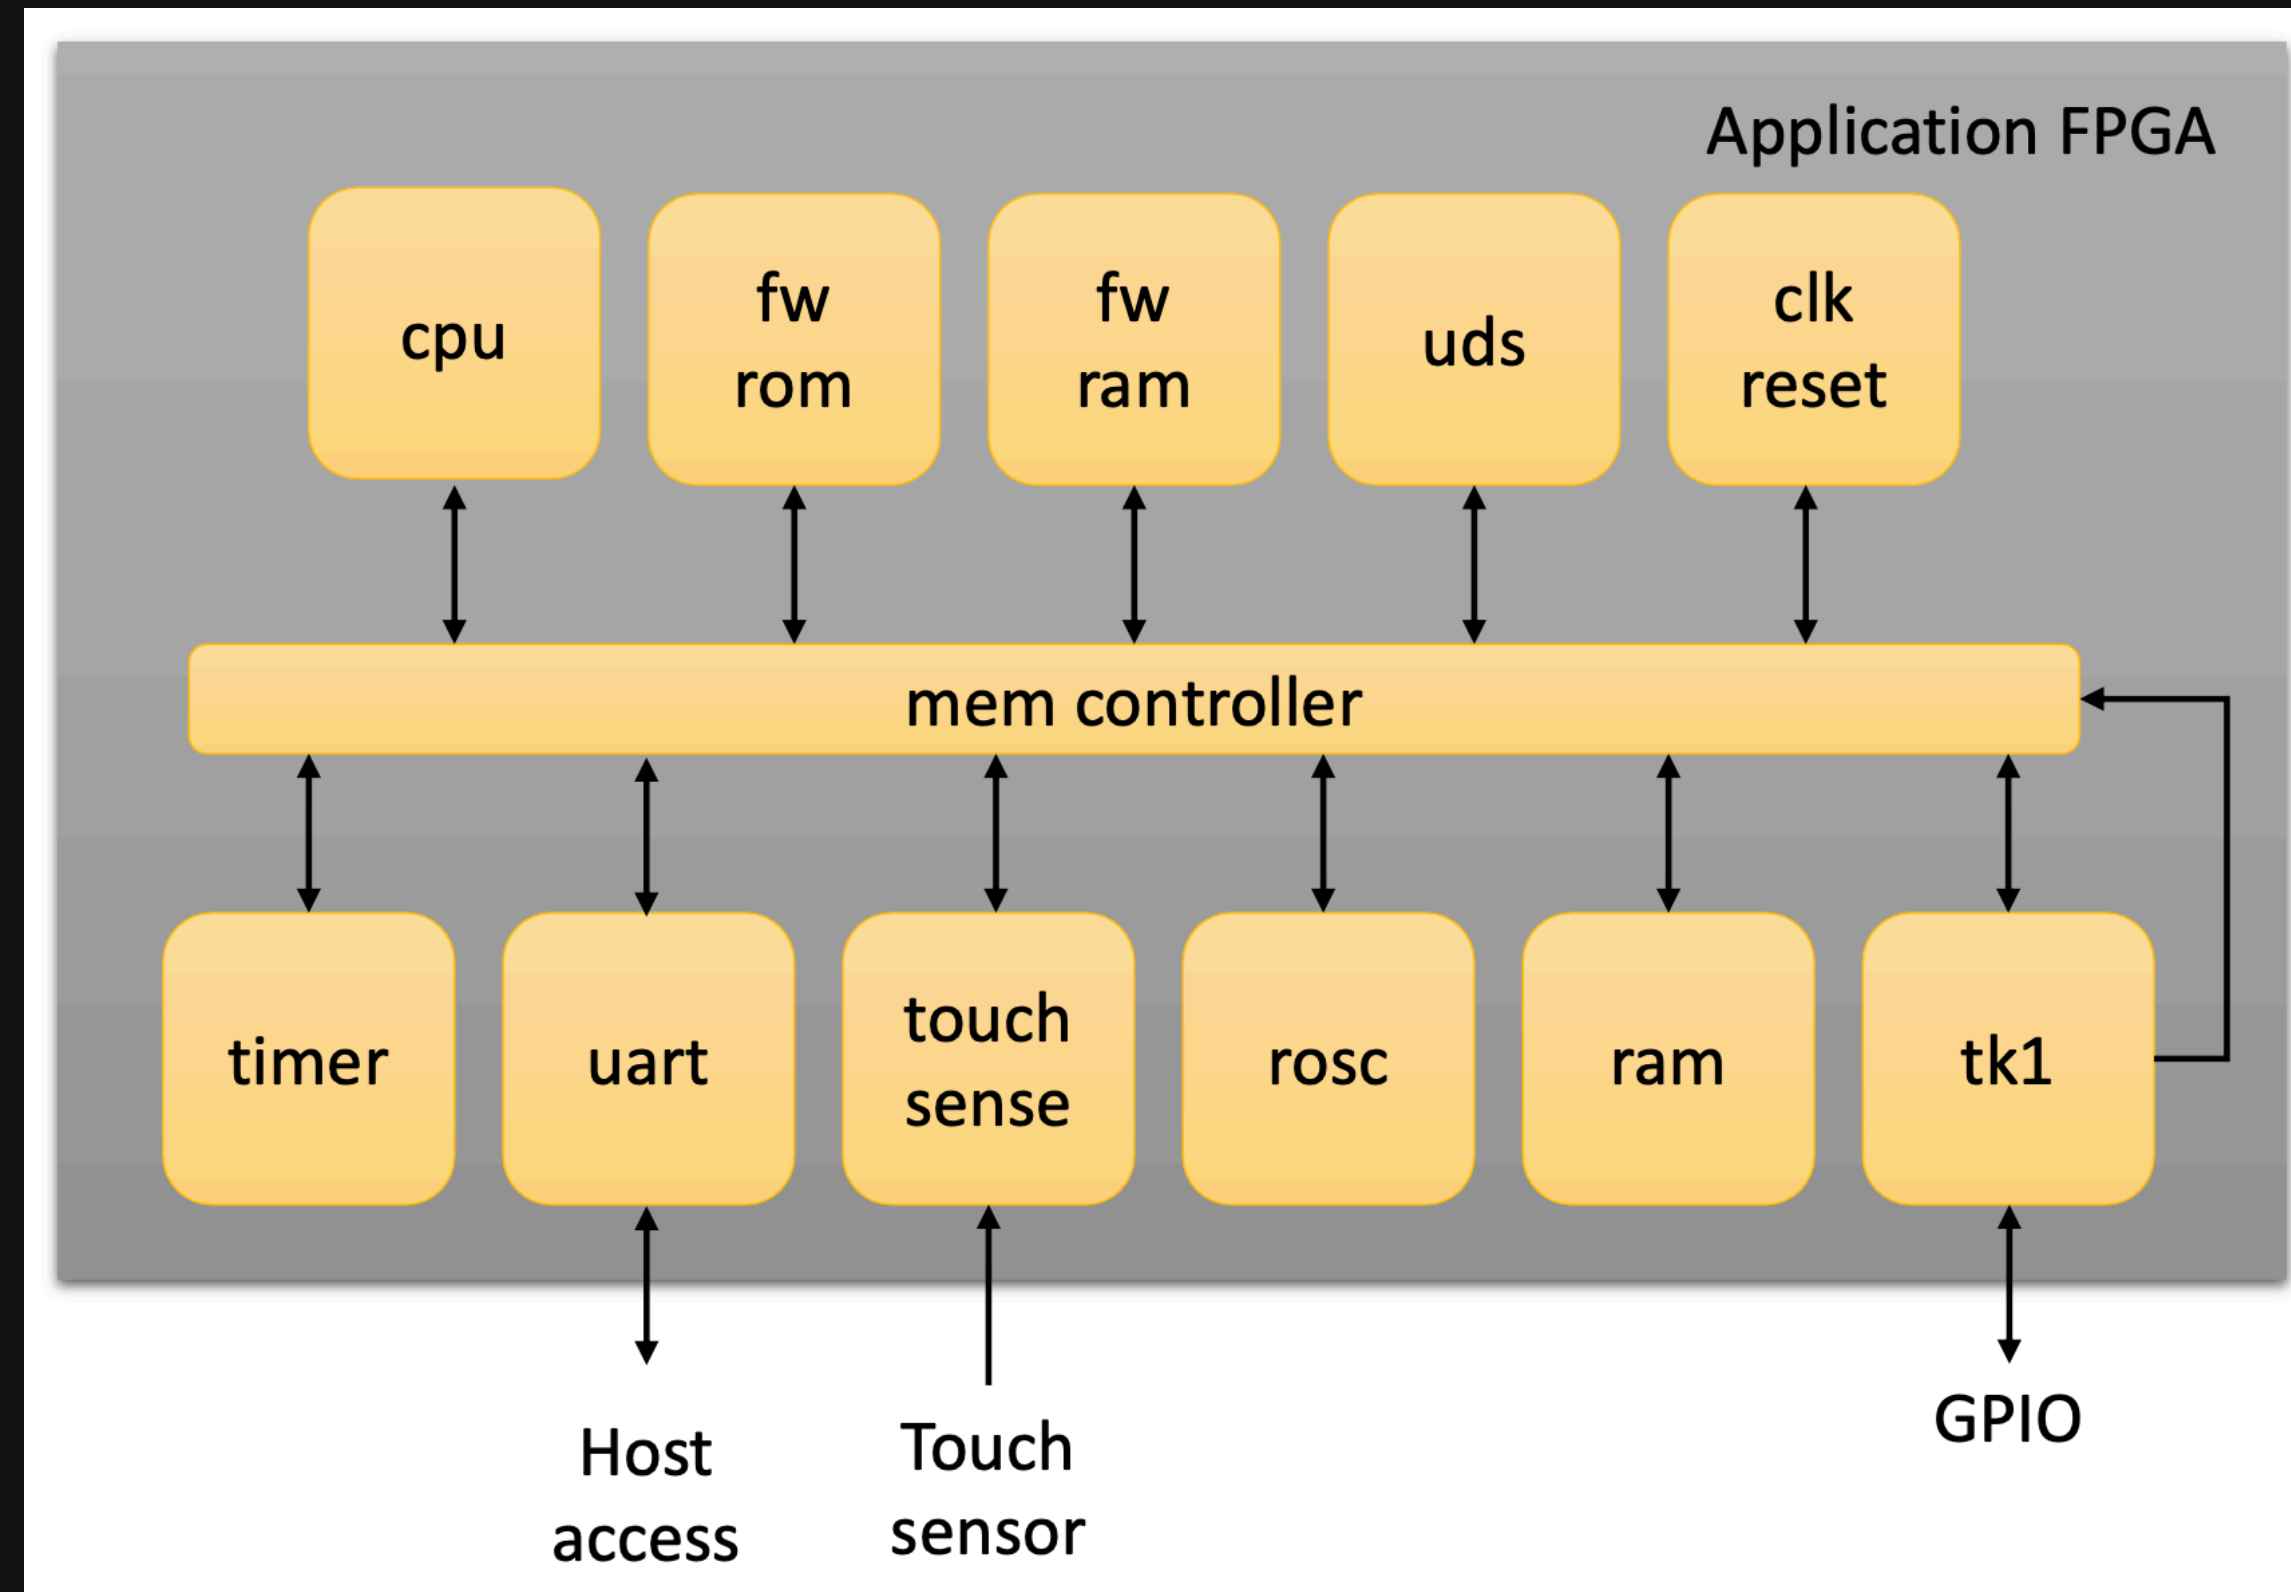 Application FPGA
cpu
fw
rom
fw
ram
uds
clk
reset
mem controller
timer
uart
touch
sense
rosc
ram
tk1
Host
access
Touch
sensor
GPIO